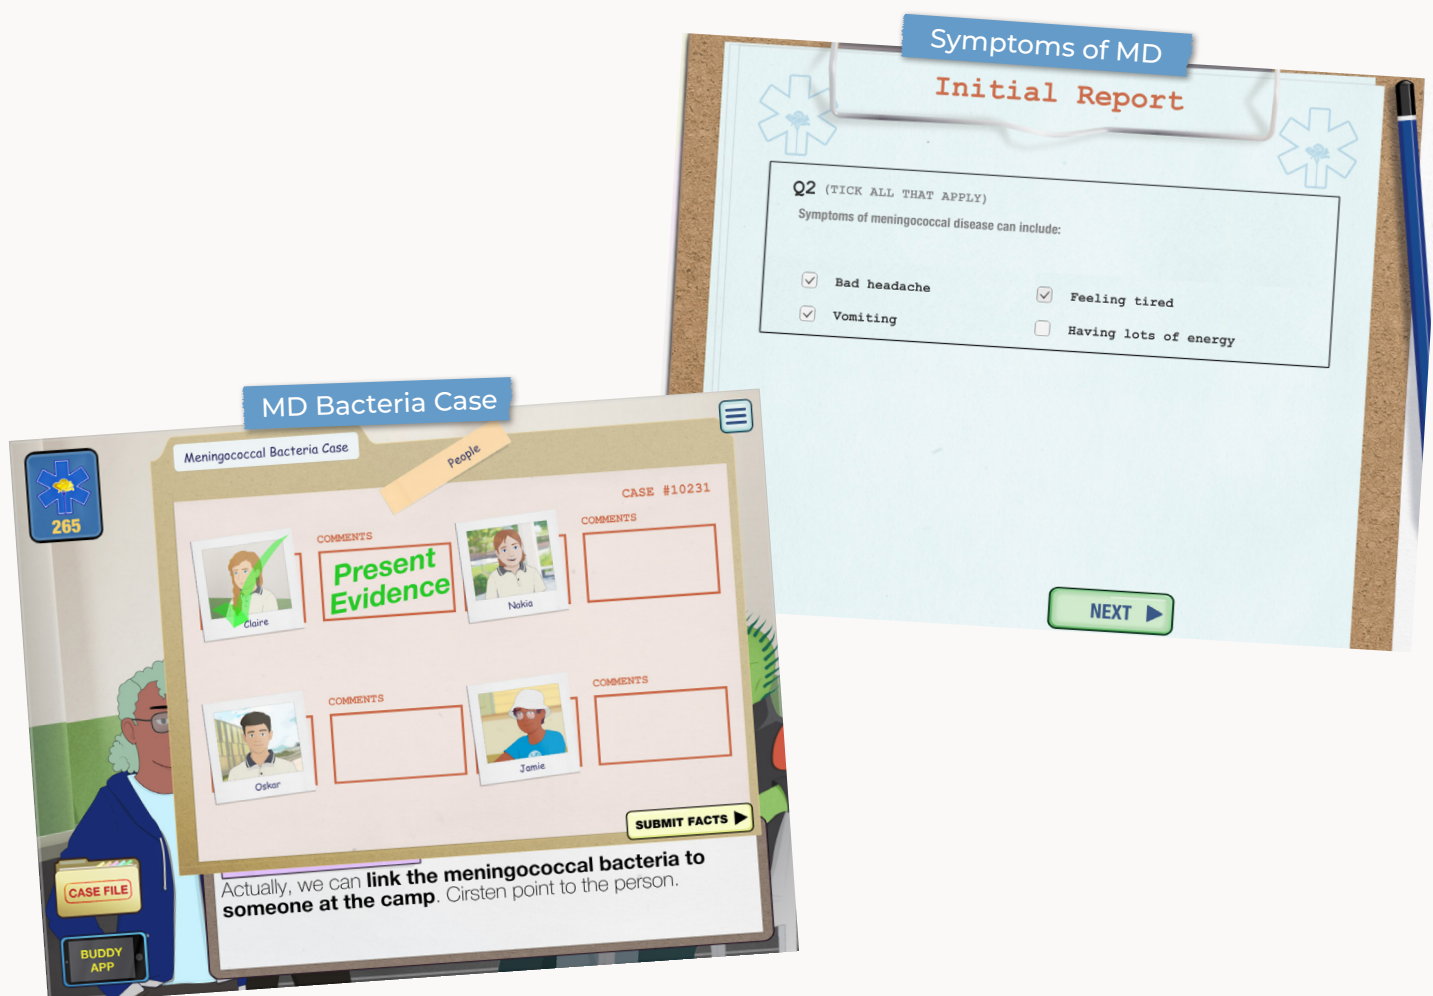 Symptoms of MD
Initial Report
Q2 (TICK ALL THAT APPLY)
Symptoms of meningococcal disease can include:
Bad headache
Feeling tired
Vomiting
Having lots of energy
NEXT
MD Bacteria Case
Meningococcal Bacteria Case
People
265
CASE #10231
COMMENTS
COMMENTS
Present
Evidence
Claire
Nakia
COMMENTS
COMMENTS
Oskar
Jamie
SUBMIT FACTS
Actually, we can link the meningococcal bacteria to
someone at the camp. Cirsten point to the person.
CASE FILE
BUDDY
APP